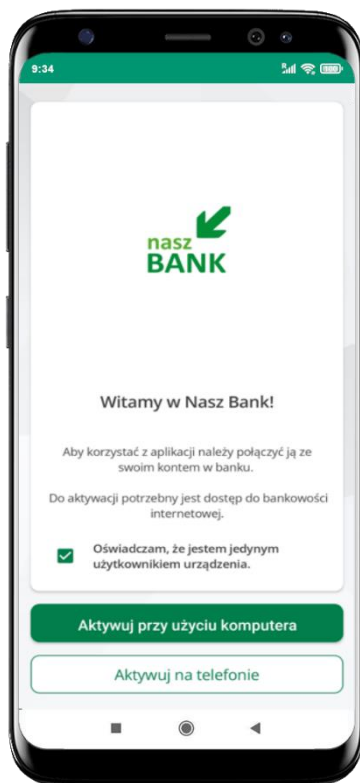 9:34
R
100
nasz
BANK
Witamy w Nasz Bank!
Aby korzystać z aplikacji należy połączyć ją ze
swoim kontem w banku.
Do aktywacji potrzebny jest dostęp do bankowości
internetowej.
Oświadczam, że jestem jedynym
użytkownikiem urządzenia.
Aktywuj przy użyciu komputera
Aktywuj na telefonie